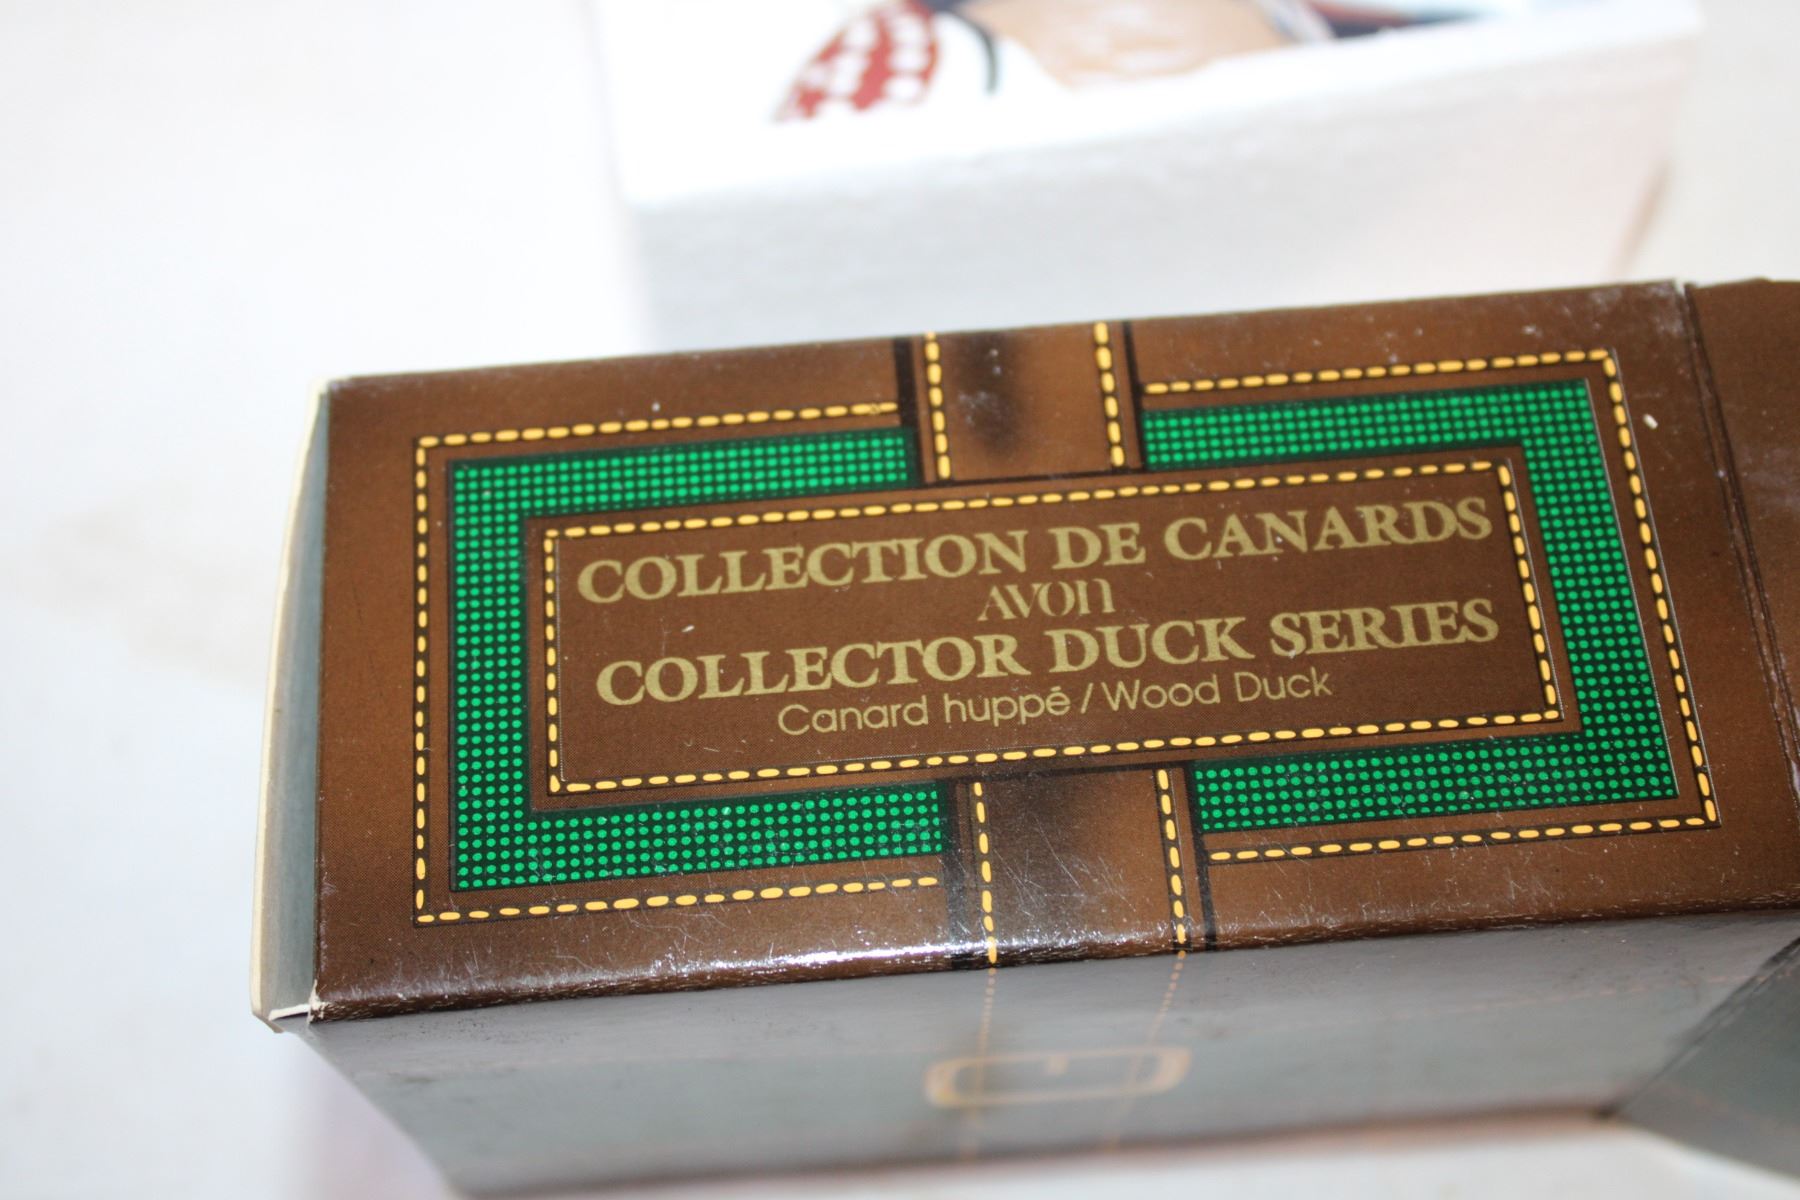 COLLECTION DE CANARDS
AVON
COLLECTOR DUCK SERIES
Canard huppé / Wood Duck